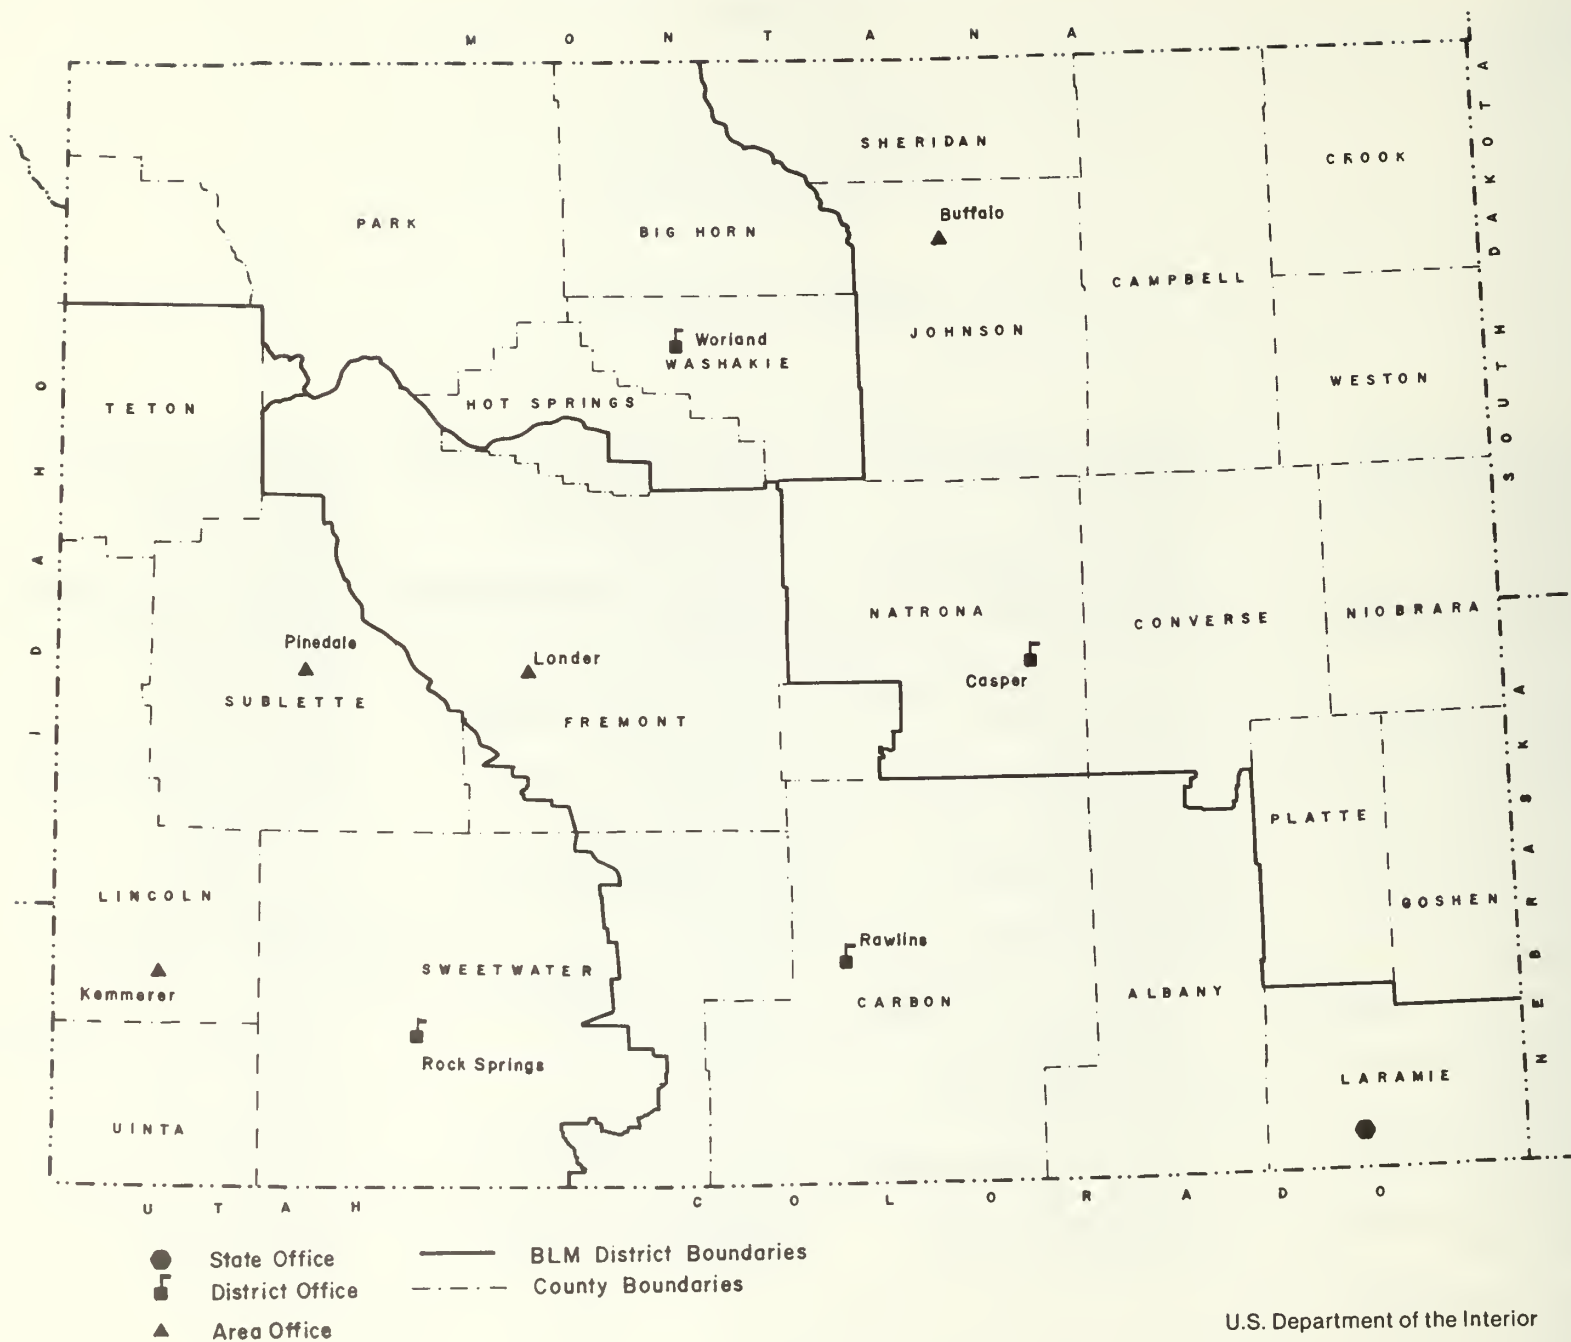 MONTANA
SHERIDAN
CROOK
PARK
BIG HORN
Buffalo
CAMPBELL
JOHNSON
Worland
WASHAKIE
WESTON
TETON
HOT SPRINGS
SOUTH DAKOTA
IDAHO
NATRONA
CONVERSE
NIOBRARA
Pinedale
Londer
Casper
SUBLETTE
FREMONT
PLATTE
LINCOLN
GOSHEN
NEBRASKA
Rawlins
SWEETWATER
Kemmerer
CARBON
ALBANY
Rock Springs
LARAMIE
UINTA
UTAH
COLORADO
State Office
BLM District Boundaries
District Office
County Boundaries
Area Office
U.S. Department of the Interior